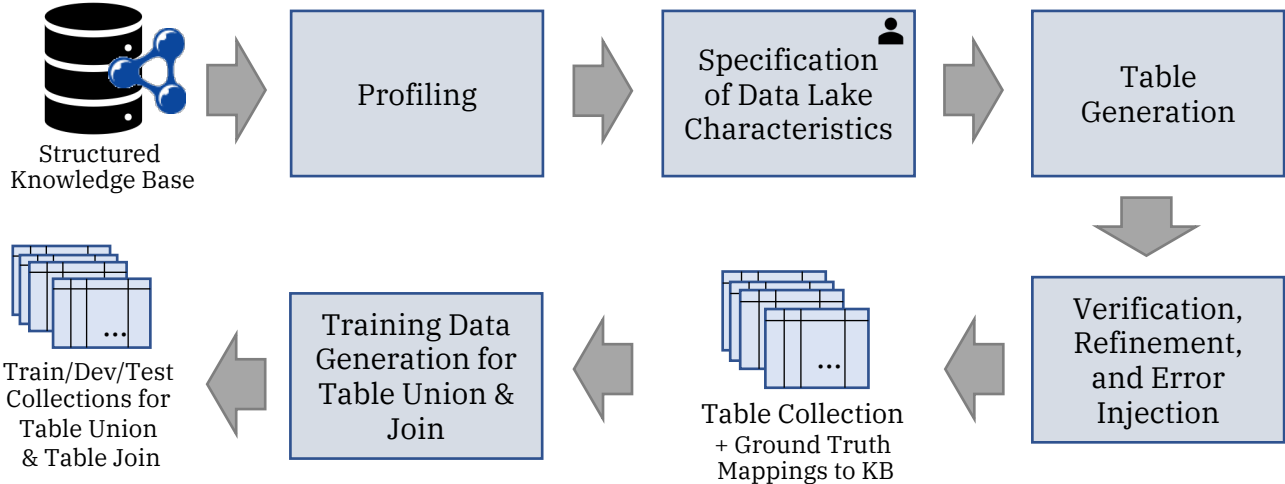 Structured
Knowledge Base
Profiling
Specification
of Data Lake
Characteristics
Table
Generation
Verification,
Refinement,
and Error
Injection
...
Table Collection
+ Ground Truth
Mappings to KB
Training Data
Generation for
Table Union &
Join
...
Train/Dev/Test
Collections for
Table Union
& Table Join